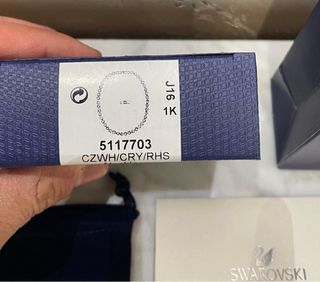 J16
1K
5117703
CZWH/CRY/RHS
SWAROVSKI